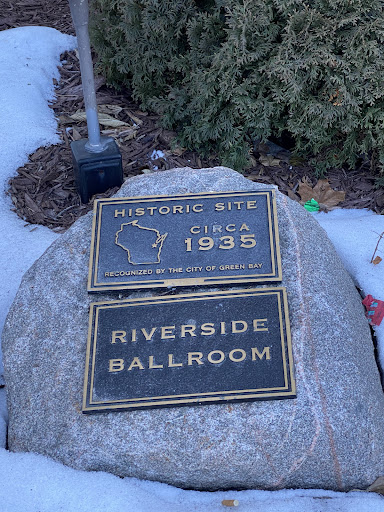 HISTORIC SITE
CIRCA
1935
RECOGNIZED BY THE CITY OF GREEN BAY
RIVERSIDE
BALLROOM